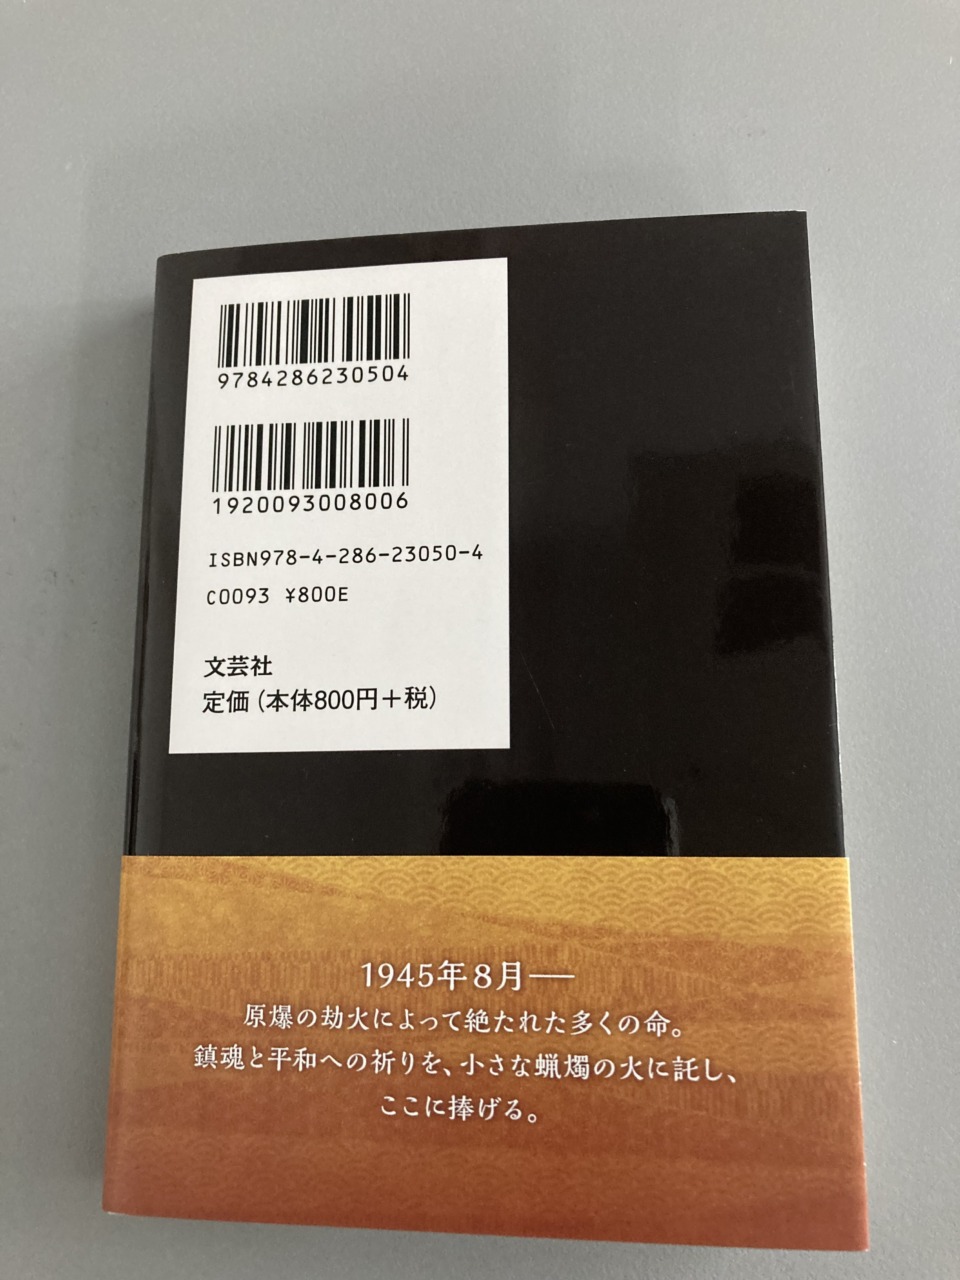 9784286230504
1920093008006
ISBN978-4-286-23050-4
C0093 ¥800E
文芸社
定価（本体800円＋税）
1945年8月──
原爆の劫火によって絶たれた多くの命。
鎮魂と平和への祈りを、小さな蝋燭の火に託し、
ここに捧げる。